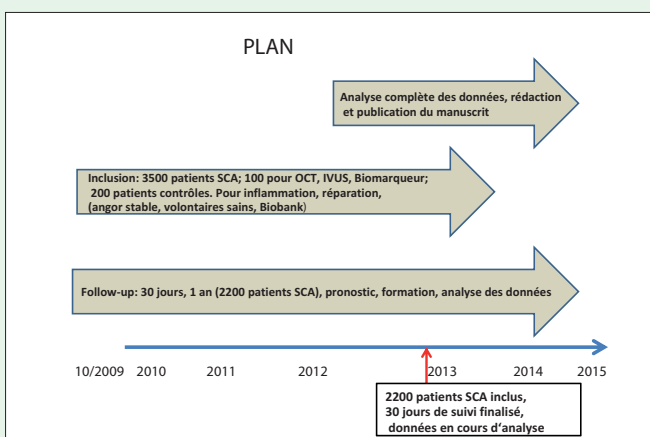 PLAN
Analyse complète des données, rédaction
et publication du manuscrit
Inclusion: 3500 patients SCA; 100 pour OCT, IVUS, Biomarqueur;
200 patients contrôles. Pour inflammation, réparation,
(angor stable, volontaires sains, Biobank)
Follow-up: 30 jours, 1 an (2200 patients SCA), pronostic, formation, analyse des données
10/2009 2010 2011 2012 2013 2014 2015
2200 patients SCA inclus,
30 jours de suivi finalisé,
données en cours d'analyse